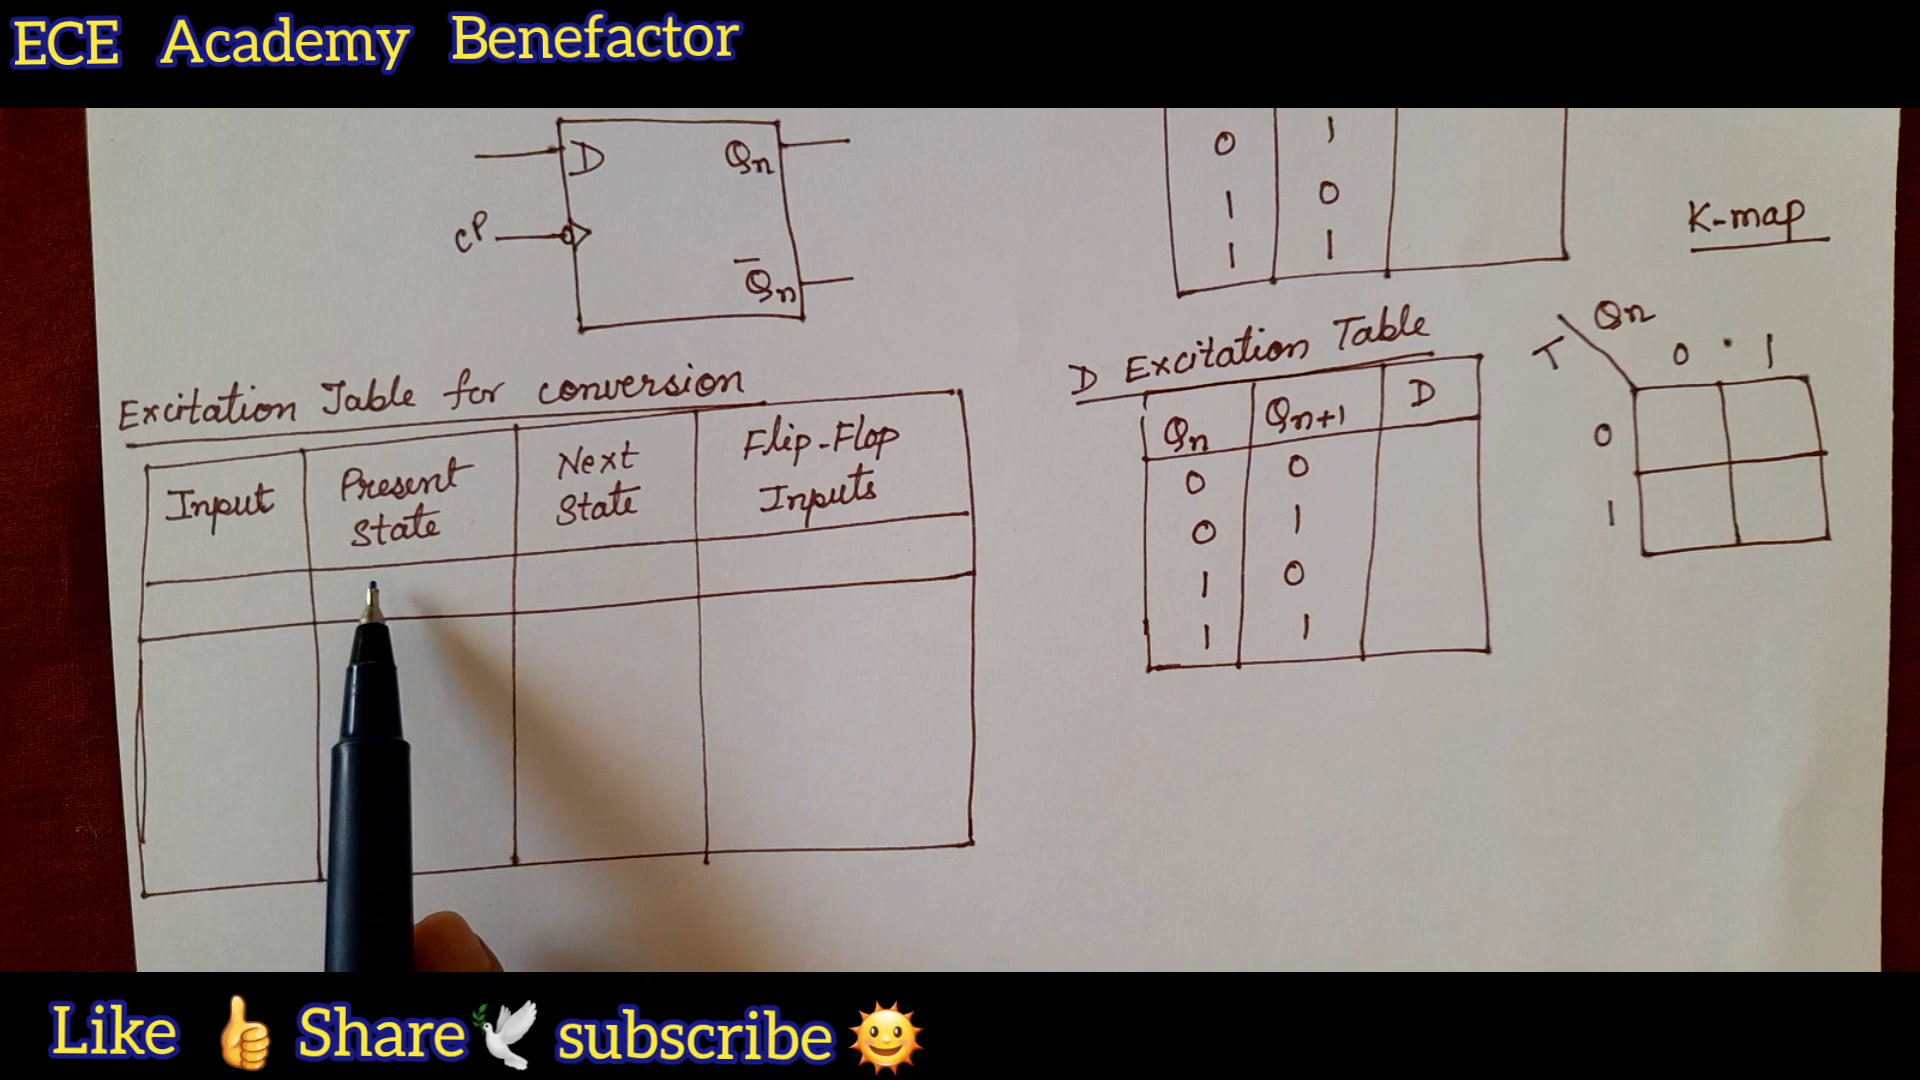 ECE Academy Benefactor
D Qn
CP
Q̅n
0 1
1 0
1 1
K-map
Excitation Table for conversion
Input Present State Next State Flip-Flop Inputs
D Excitation Table
Qn Qn+1 D
0 0
0 1
1 0
1 1
T Qn
0 1
0
1
Like 👍 Share 🕊 subscribe 🌞